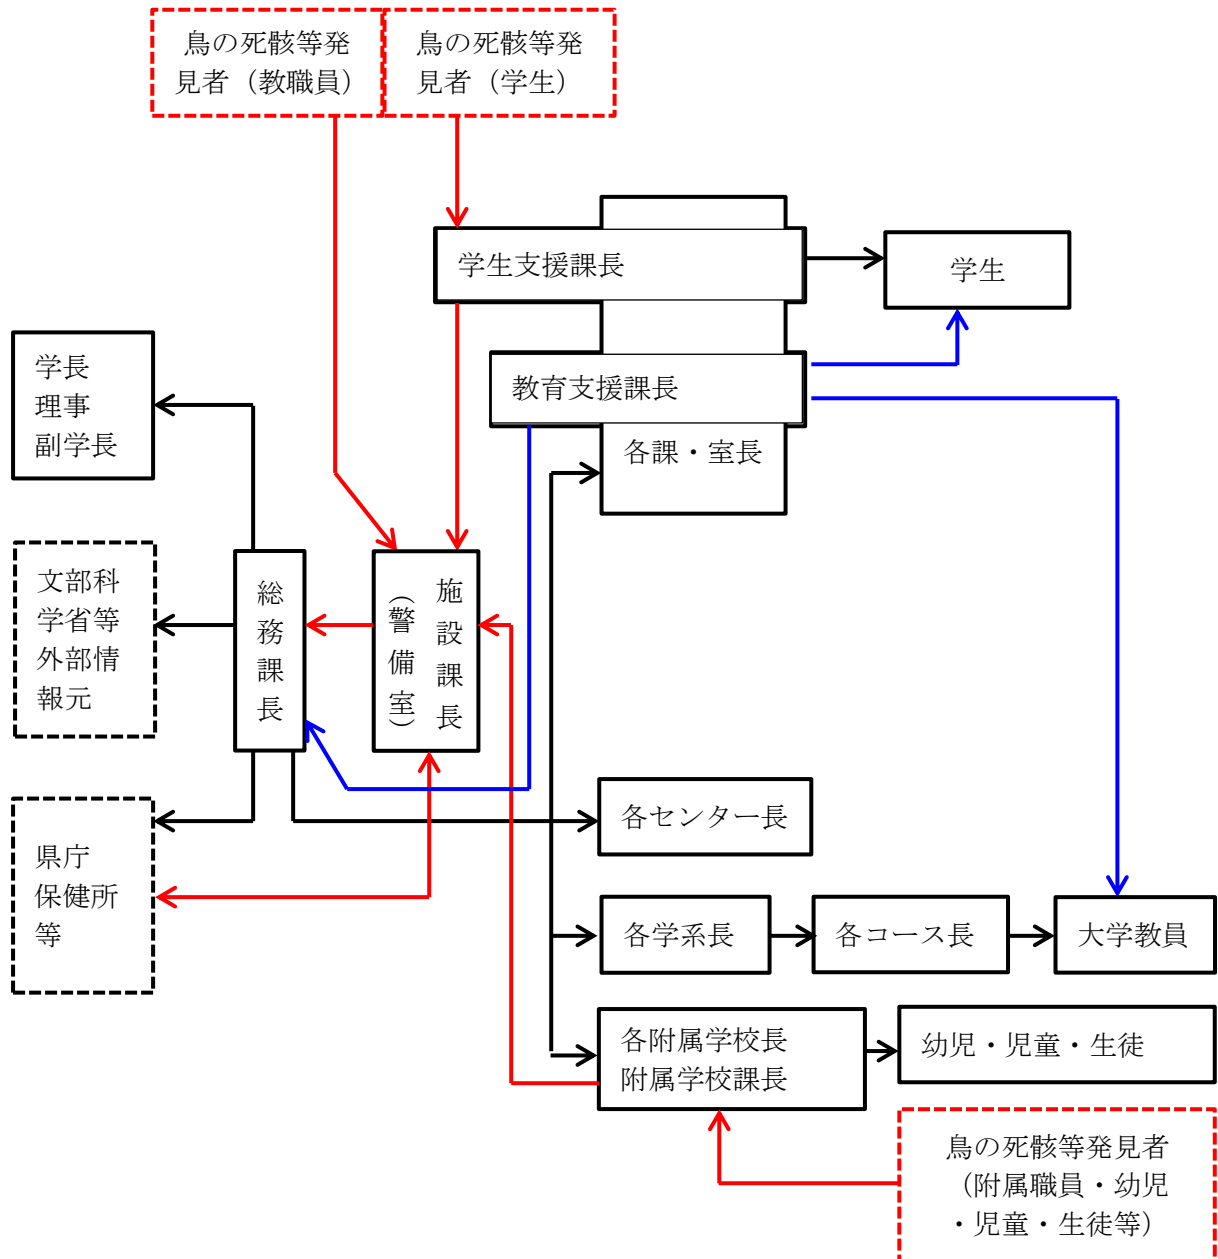 鳥の死骸等発
見者（教職員）
鳥の死骸等発
見者（学生）
学生支援課長
学生
教育支援課長
各課・室長
学長
理事
副学長
文部科
学省等
外部情
報元
総務課長
施設課長
（警備室）
県庁
保健所
等
各センター長
各学系長
各コース長
大学教員
各附属学校長
附属学校課長
幼児・児童・生徒
鳥の死骸等発見者
（附属職員・幼児
・児童・生徒等）